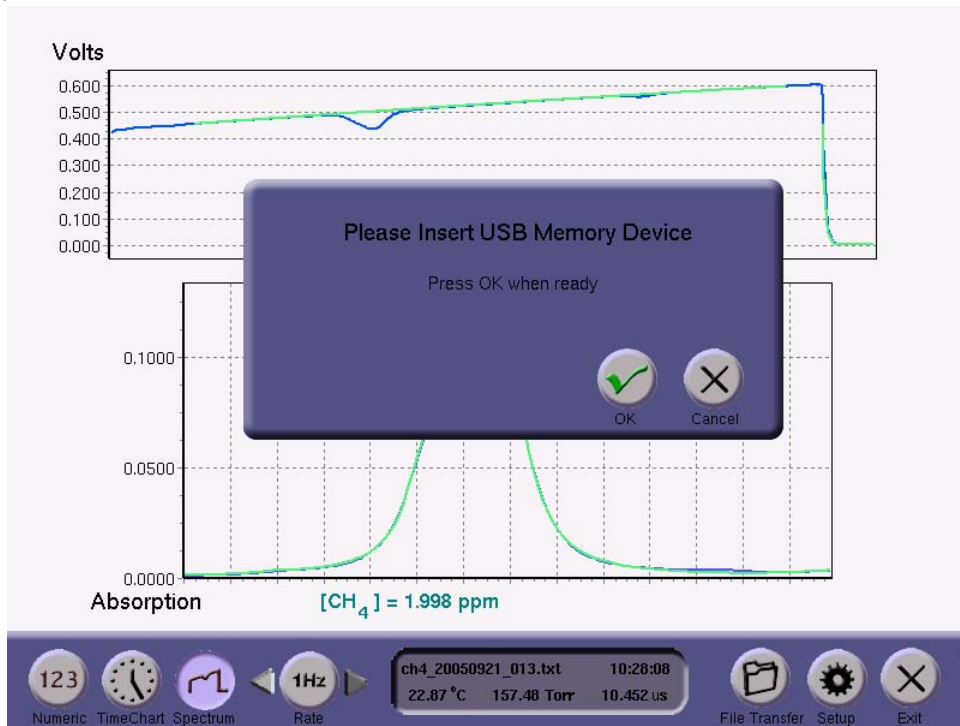 Volts
0.600
0.500
0.400
0.300
0.200
0.100
0.000
Please Insert USB Memory Device
Press OK when ready
OK Cancel
0.1000
0.0500
0.0000
Absorption [CH4] = 1.998 ppm
123 1Hz ch4_20050921_013.txt 10:28:08
22.87 °C 157.48 Torr 10.452 us
Numeric TimeChart Spectrum Rate File Transfer Setup Exit